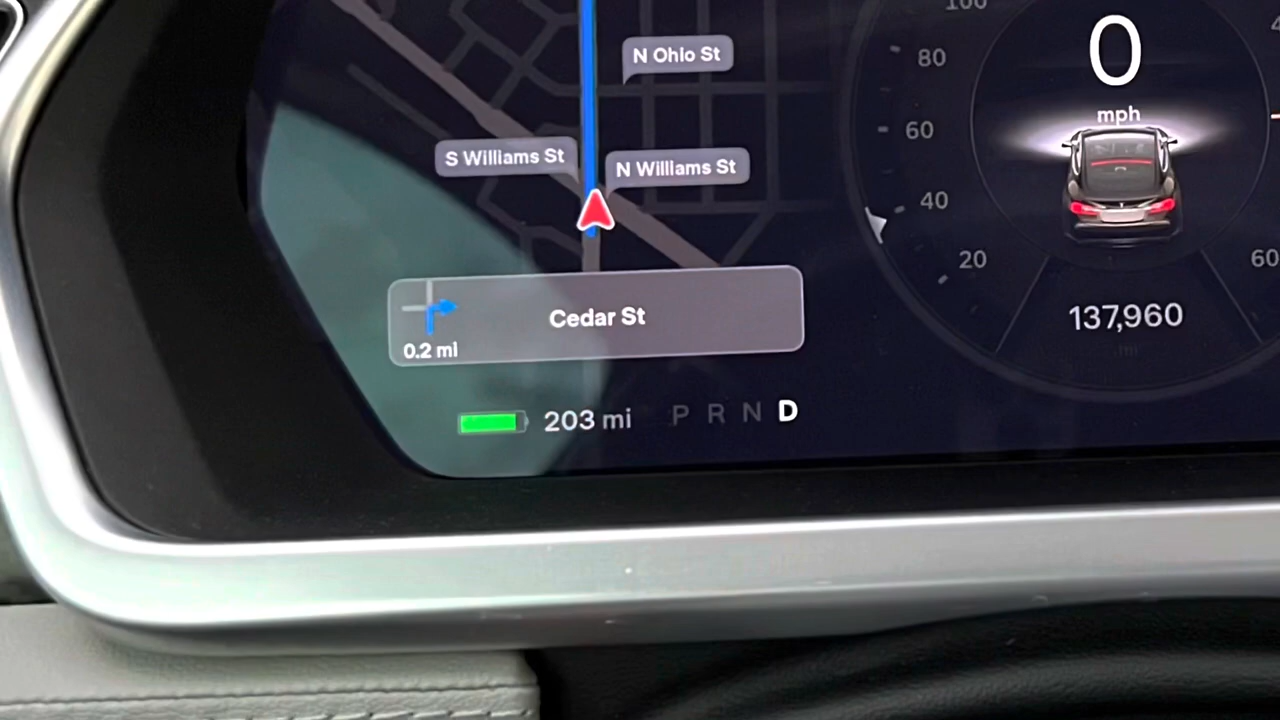 N Ohio St
S Williams St
N Williams St
Cedar St
0.2 mi
203 mi
P R N D
100
80
60
40
20
0
mph
60
137,960
mi